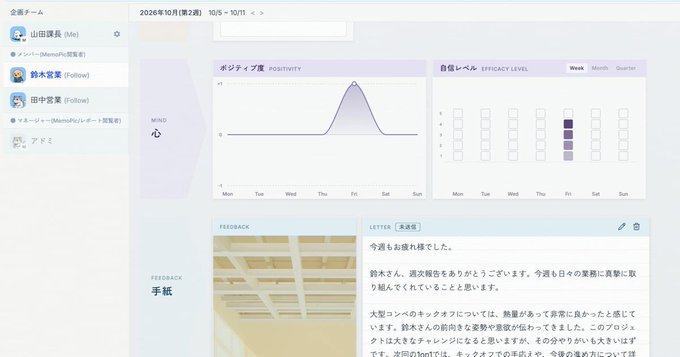 企画チーム
2026年10月(第2週) 10/5 ~ 10/11 < >
山田課長 (Me)
メンバー(MemoPic閲覧者)
鈴木営業 (Follow)
田中営業 (Follow)
マネージャー(MemoPic/レポート閲覧者)
アドミ
MIND
心
ポジティブ度 POSITIVITY
+1
0
-1
Mon Tue Wed Thu Fri Sat Sun
自信レベル EFFICACY LEVEL
Week Month Quarter
5
4
3
2
1
Mon Tue Wed Thu Fri Sat Sun
FEEDBACK
手紙
FEEDBACK
LETTER 未送信
今週もお疲れ様でした。
鈴木さん、週次報告をありがとうございます。今週も日々の業務に真摯に取
り組んでくれていることと思います。
大型コンペのキックオフについては、熱量があって非常に良かったと感じて
います。鈴木さんの前向きな姿勢や意欲が伝わってきました。このプロジェ
クトは大きなチャレンジになると思いますが、その分やりがいも大きいはず
です。次回の1on1では、キックオフでの手応えや、今後の進め方について詳